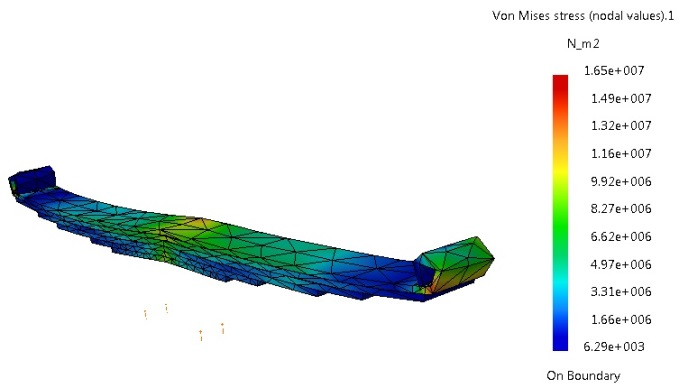 Von Mises stress (nodal values).1
N_m2
1.65e+007
1.49e+007
1.32e+007
1.16e+007
9.92e+006
8.27e+006
6.62e+006
4.97e+006
3.31e+006
1.66e+006
6.29e+003
On Boundary